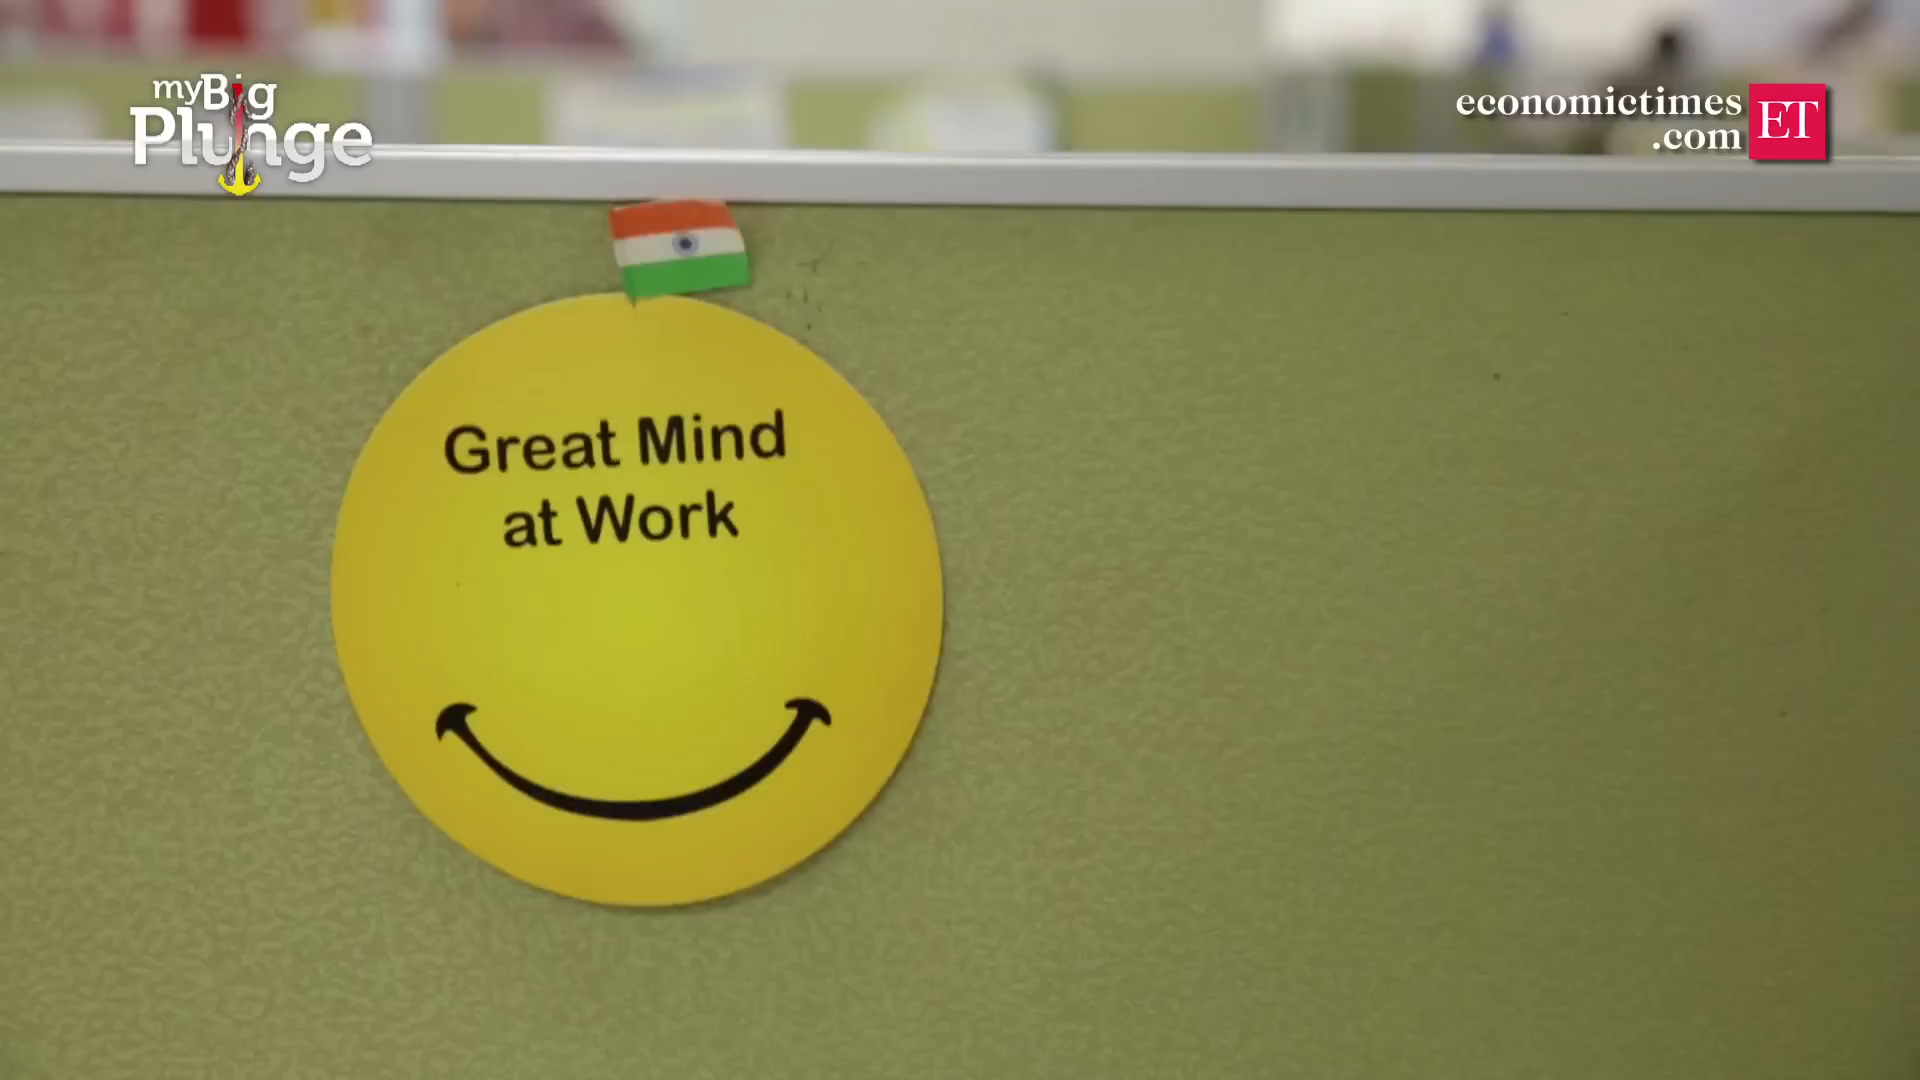 myBig
Plunge
economictimes
.com
ET
Great Mind
at Work